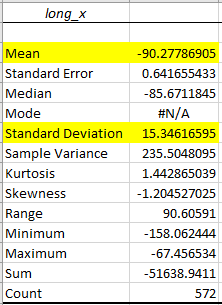 long_x
Mean -90.27786905
Standard Error 0.641655433
Median -85.6711845
Mode #N/A
Standard Deviation 15.34616595
Sample Variance 235.5048095
Kurtosis 1.442865039
Skewness -1.204527025
Range 90.60591
Minimum -158.062444
Maximum -67.456534
Sum -51638.9411
Count 572